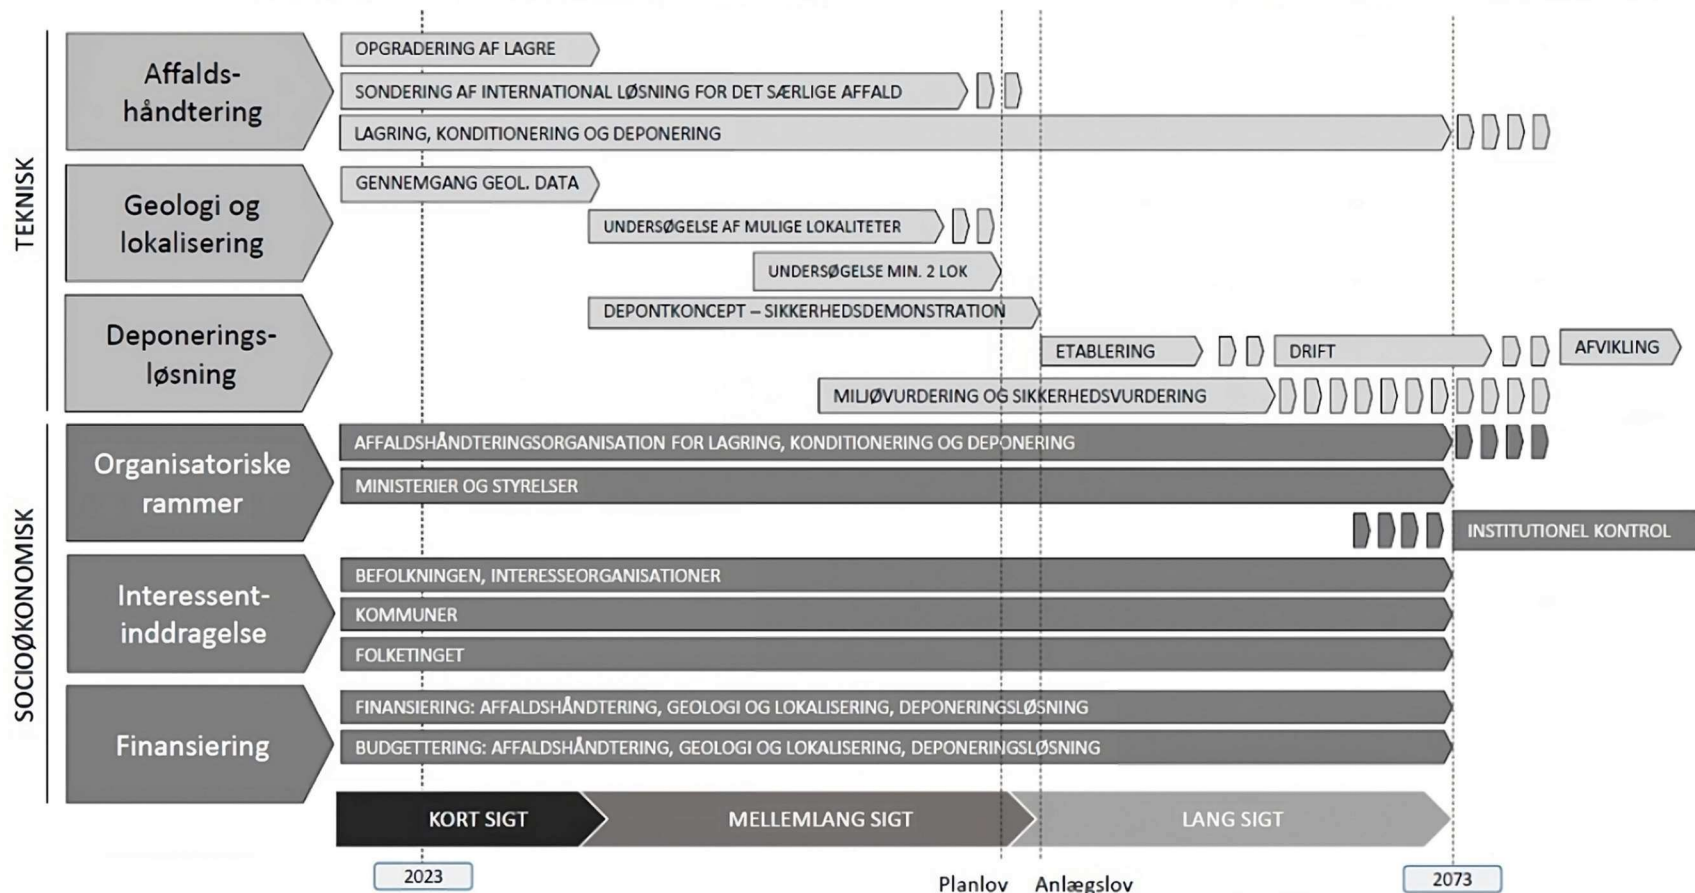 TEKNISK
Affalds-
håndtering
OPGRADERING AF LAGRE
SONDERING AF INTERNATIONAL LØSNING FOR DET SÆRLIGE AFFALD
LAGRING, KONDITIONERING OG DEPONERING
Geologi og
lokalisering
GENNEMGANG GEOL. DATA
UNDERSØGELSE AF MULIGE LOKALITETER
UNDERSØGELSE MIN. 2 LOK
Deponerings-
løsning
DEPONTKONCEPT – SIKKERHEDSDEMONSTRATION
ETABLERING
DRIFT
AFVIKLING
MILJØVURDERING OG SIKKERHEDSVURDERING
SOCIOØKONOMISK
Organisatoriske
rammer
AFFALDSHÅNDTERINGSORGANISATION FOR LAGRING, KONDITIONERING OG DEPONERING
MINISTERIER OG STYRELSER
INSTITUTIONEL KONTROL
Interessent-
inddragelse
BEFOLKNINGEN, INTERESSEORGANISATIONER
KOMMUNER
FOLKETINGET
Finansiering
FINANSIERING: AFFALDSHÅNDTERING, GEOLOGI OG LOKALISERING, DEPONERINGSLØSNING
BUDGETTERING: AFFALDSHÅNDTERING, GEOLOGI OG LOKALISERING, DEPONERINGSLØSNING
KORT SIGT
MELLEMLANG SIGT
LANG SIGT
2023
Planlov
Anlægslov
2073